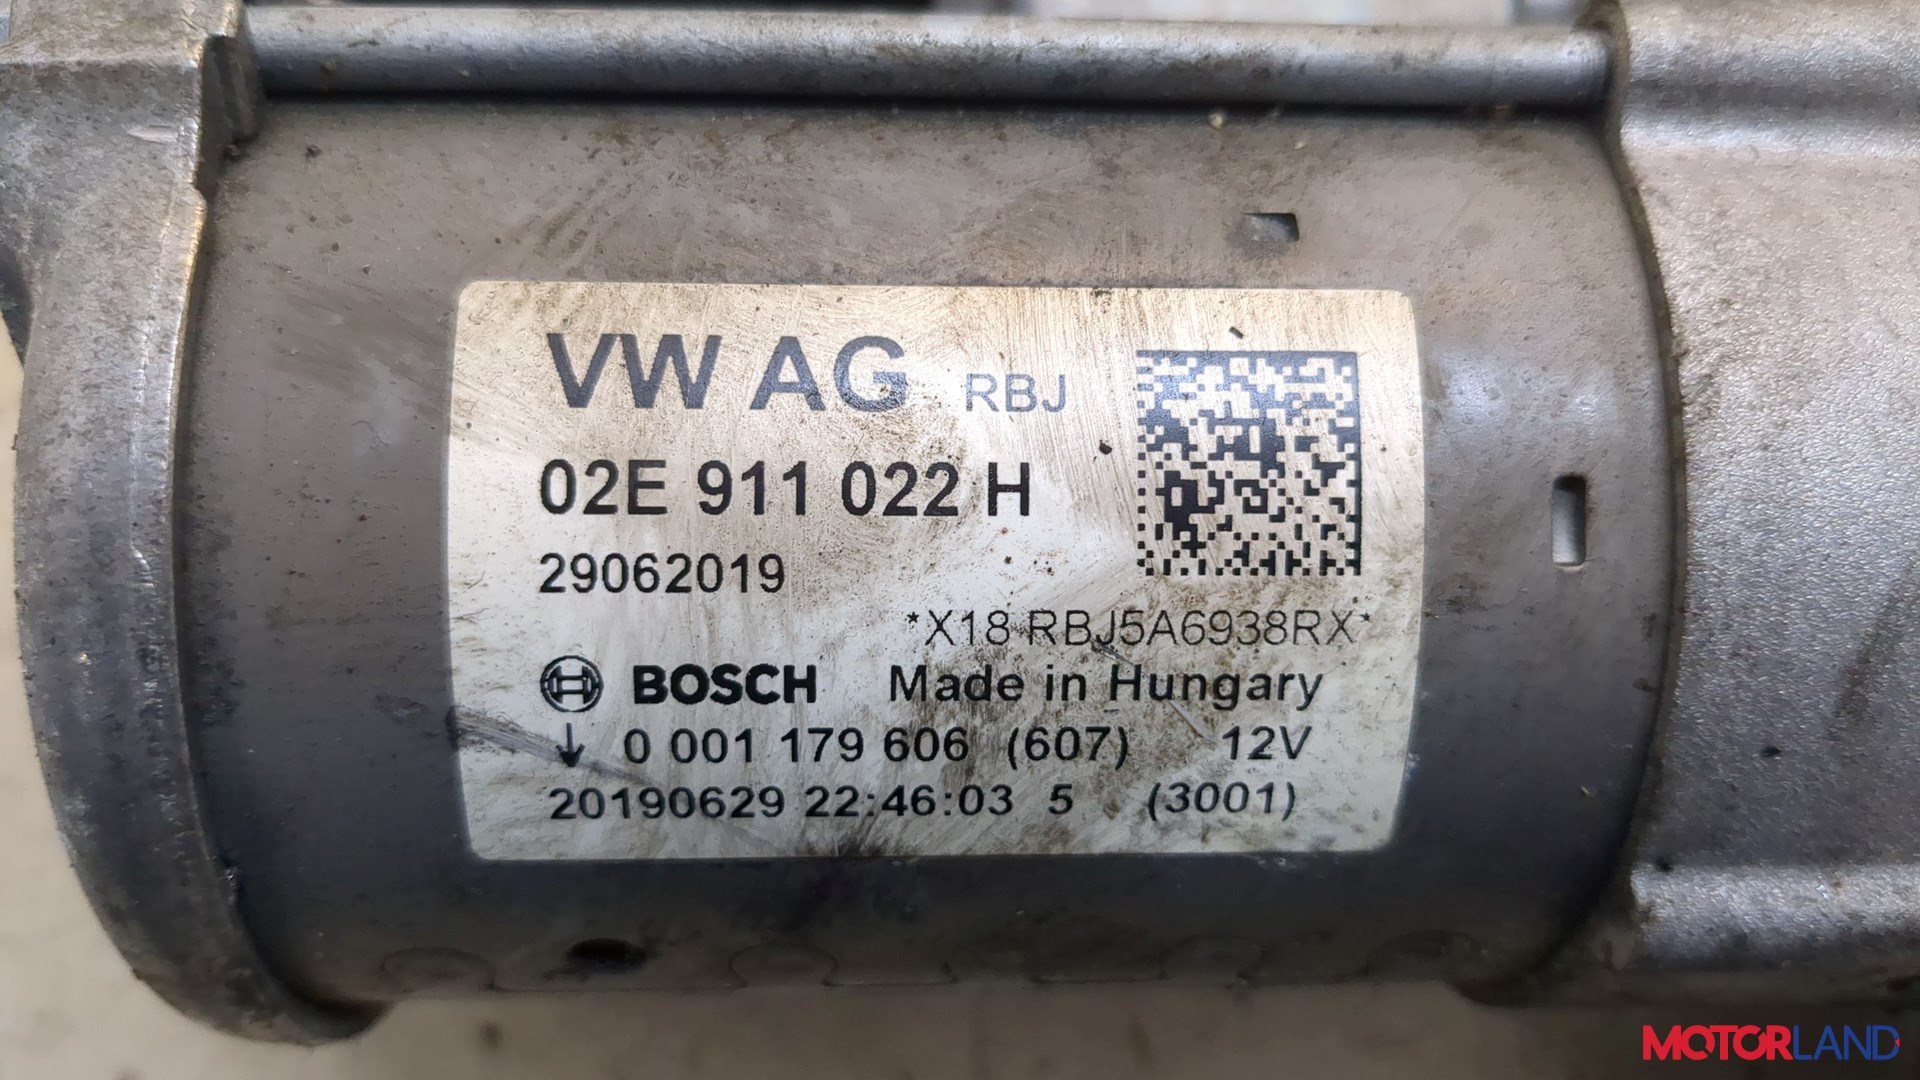 VW AG RBJ
02E 911 022 H
29062019
*X18 RBJ5A6938RX*
BOSCH Made in Hungary
↓ 0 001 179 606 (607) 12V
20190629 22:46:03 5 (3001)
MOTORLAND